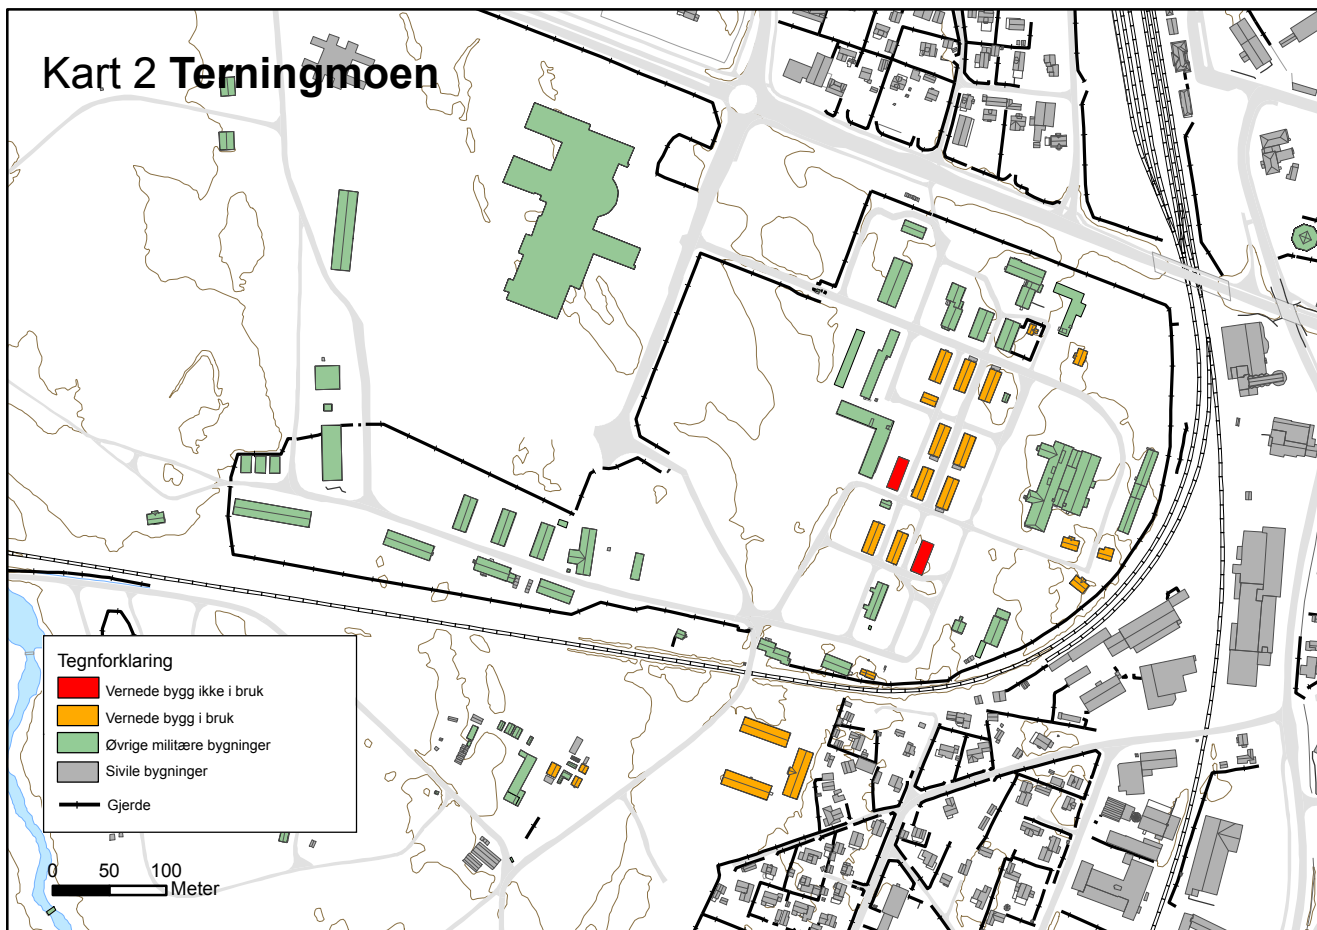 Kart 2 Terningmoen
Tegnforklaring
Vernede bygg ikke i bruk
Vernede bygg i bruk
Øvrige militære bygninger
Sivile bygninger
Gjerde
0 50 100
Meter